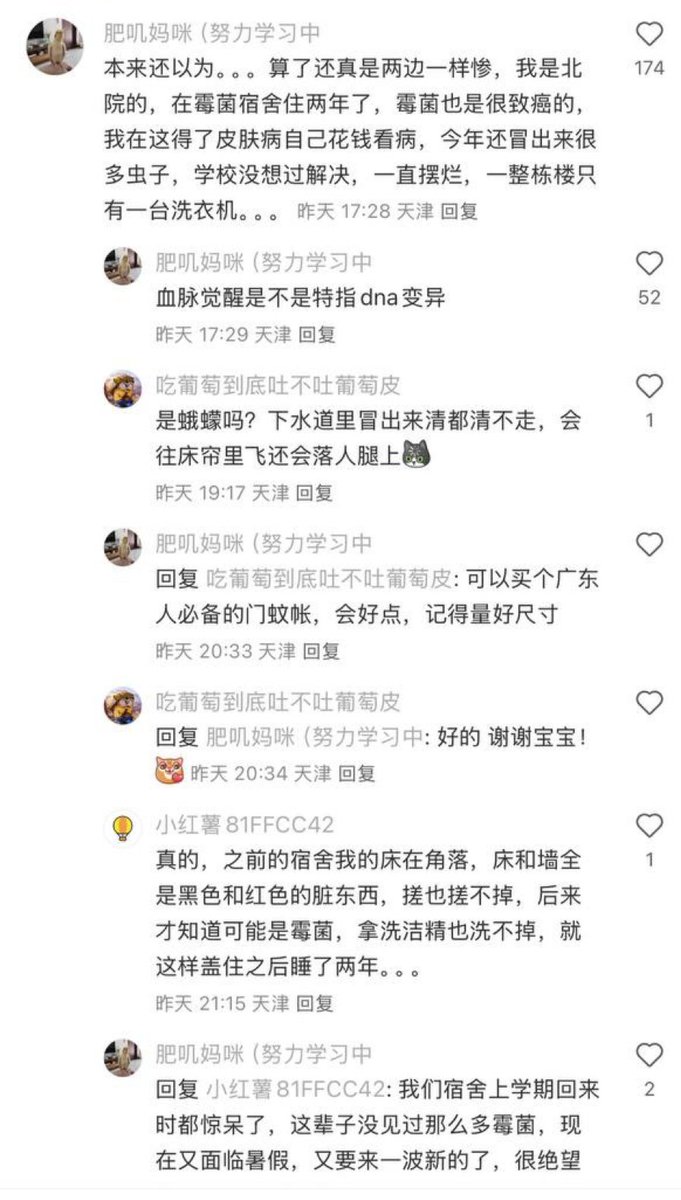 肥叽妈咪（努力学习中
本来还以为。。。算了还真是两边一样惨，我是北
174
院的，在霉菌宿舍住两年了，霉菌也是很致癌的，
我在这得了皮肤病自己花钱看病，今年还冒出来很
多虫子，学校没想过解决，一直摆烂，一整栋楼只
有一台洗衣机。。。 昨天 17:28 天津 回复
肥叽妈咪（努力学习中
血脉觉醒是不是特指dna变异
52
昨天 17:29 天津 回复
吃葡萄到底吐不吐葡萄皮
是蛾蠓吗？下水道里冒出来清都清不走，会
1
往床帘里飞还会落人腿上
昨天 19:17 天津 回复
肥叽妈咪（努力学习中
回复 吃葡萄到底吐不吐葡萄皮: 可以买个广东
人必备的门蚊帐，会好点，记得量好尺寸
昨天 20:33 天津 回复
吃葡萄到底吐不吐葡萄皮
回复 肥叽妈咪（努力学习中: 好的 谢谢宝宝！
昨天 20:34 天津 回复
小红薯81FFCC42
真的，之前的宿舍我的床在角落，床和墙全
1
是黑色和红色的脏东西，搓也搓不掉，后来
才知道可能是霉菌，拿洗洁精也洗不掉，就
这样盖住之后睡了两年。。。
昨天 21:15 天津 回复
肥叽妈咪（努力学习中
回复 小红薯81FFCC42: 我们宿舍上学期回来
2
时都惊呆了，这辈子没见过那么多霉菌，现
在又面临暑假，又要来一波新的了，很绝望